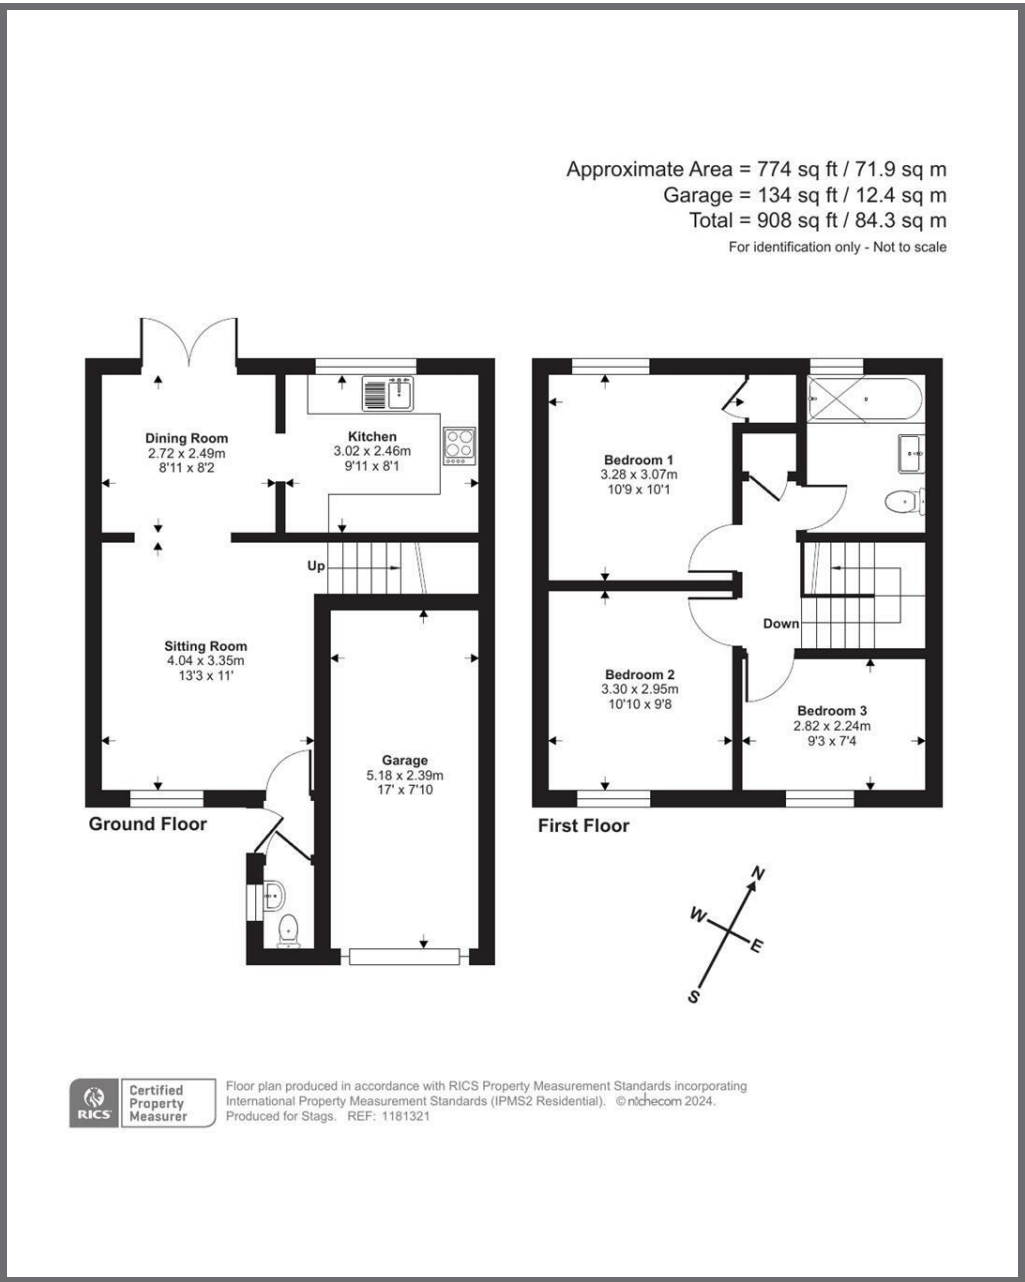 Approximate Area = 774 sq ft / 71.9 sq m
Garage = 134 sq ft / 12.4 sq m
Total = 908 sq ft / 84.3 sq m
For identification only - Not to scale
Dining Room
2.72 x 2.49m
8'11 x 8'2
Kitchen
3.02 x 2.46m
9'11 x 8'1
Up
Sitting Room
4.04 x 3.35m
13'3 x 11'
Garage
5.18 x 2.39m
17' x 7'10
Ground Floor
Bedroom 1
3.28 x 3.07m
10'9 x 10'1
Down
Bedroom 2
3.30 x 2.95m
10'10 x 9'8
Bedroom 3
2.82 x 2.24m
9'3 x 7'4
First Floor
N
W
E
S
RICS
Certified
Property
Measurer
Floor plan produced in accordance with RICS Property Measurement Standards incorporating
International Property Measurement Standards (IPMS2 Residential). © nichecom 2024.
Produced for Stags. REF: 1181321